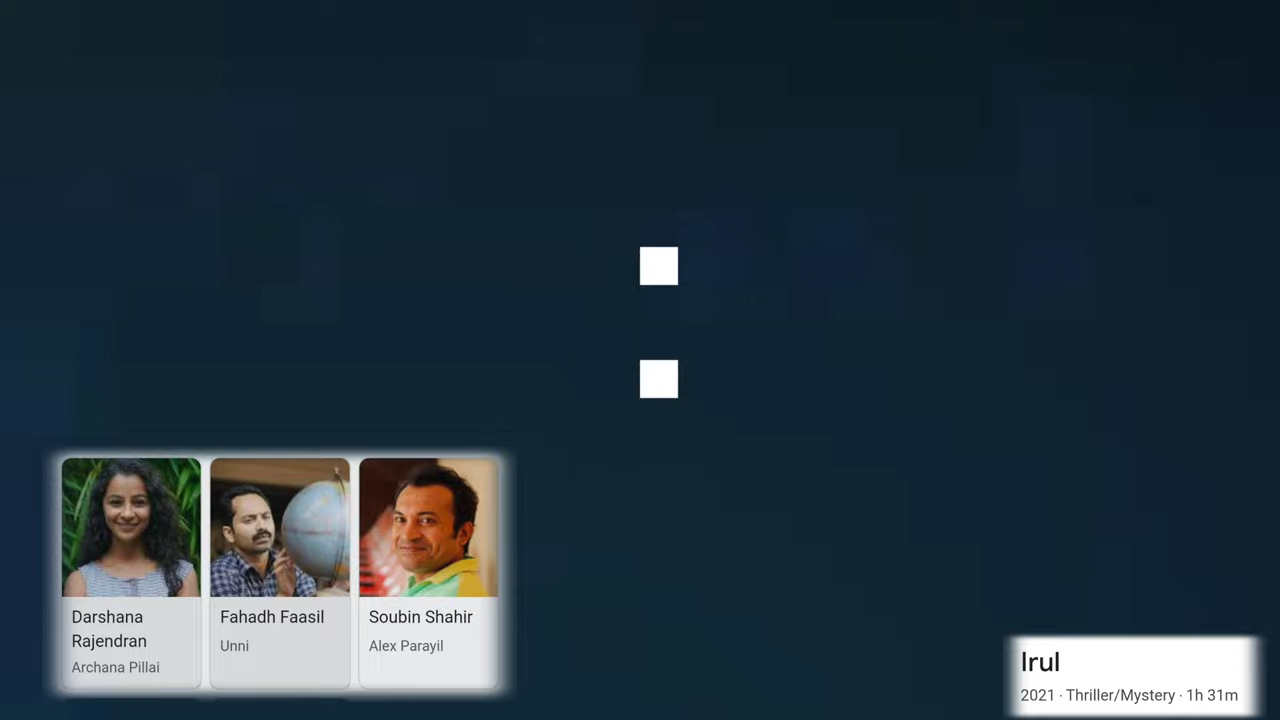 Darshana
Rajendran
Archana Pillai
Fahadh Faasil
Unni
Soubin Shahir
Alex Parayil
Irul
2021 · Thriller/Mystery · 1h 31m